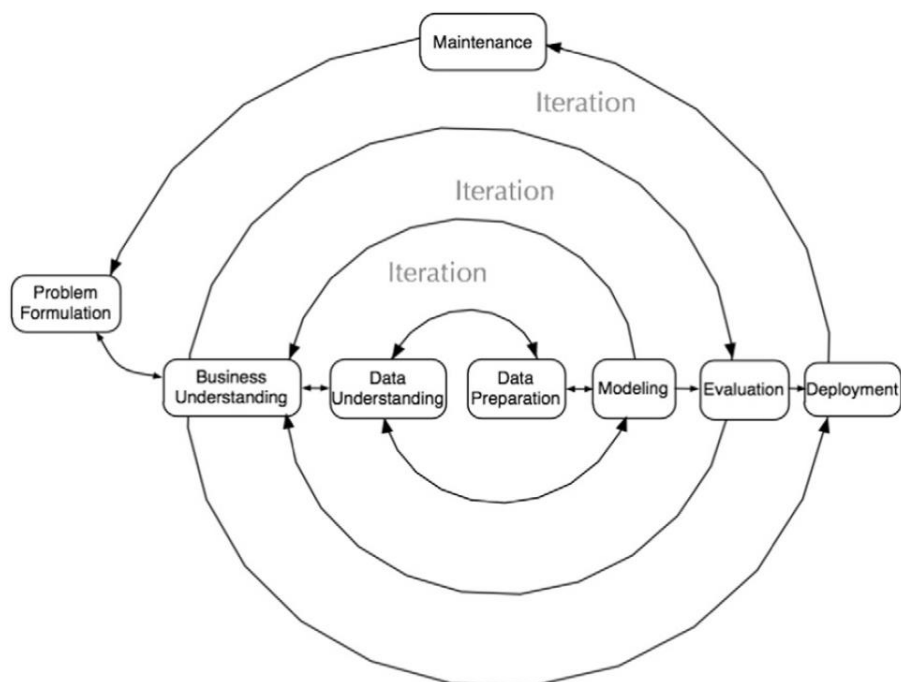 Maintenance
Iteration
Iteration
Iteration
Problem
Formulation
Business
Understanding
Data
Understanding
Data
Preparation
Modeling
Evaluation
Deployment